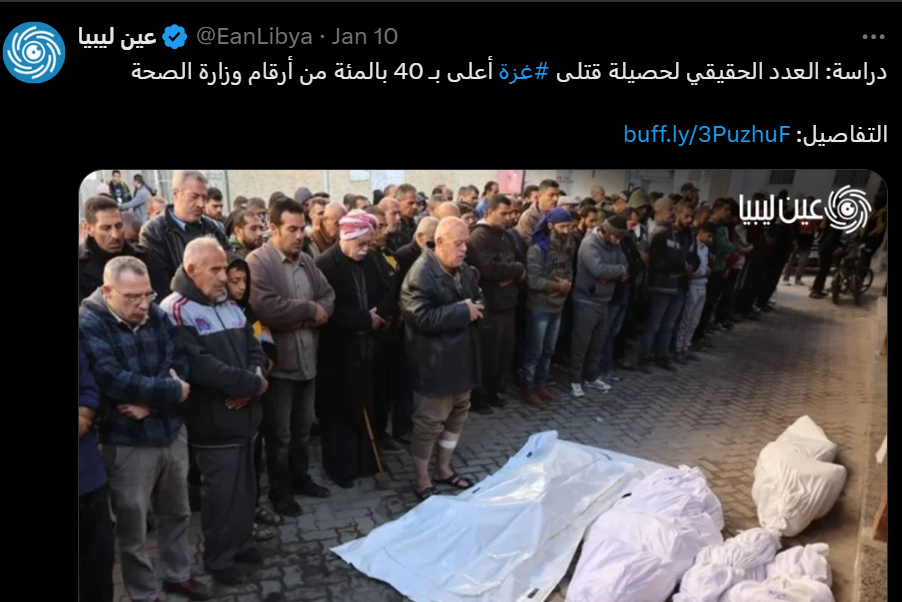 عين ليبيا @EanLibya · Jan 10
دراسة: العدد الحقيقي لحصيلة قتلى #غزة أعلى بـ 40 بالمئة من أرقام وزارة الصحة
التفاصيل: buff.ly/3PuzhuF
عين ليبيا